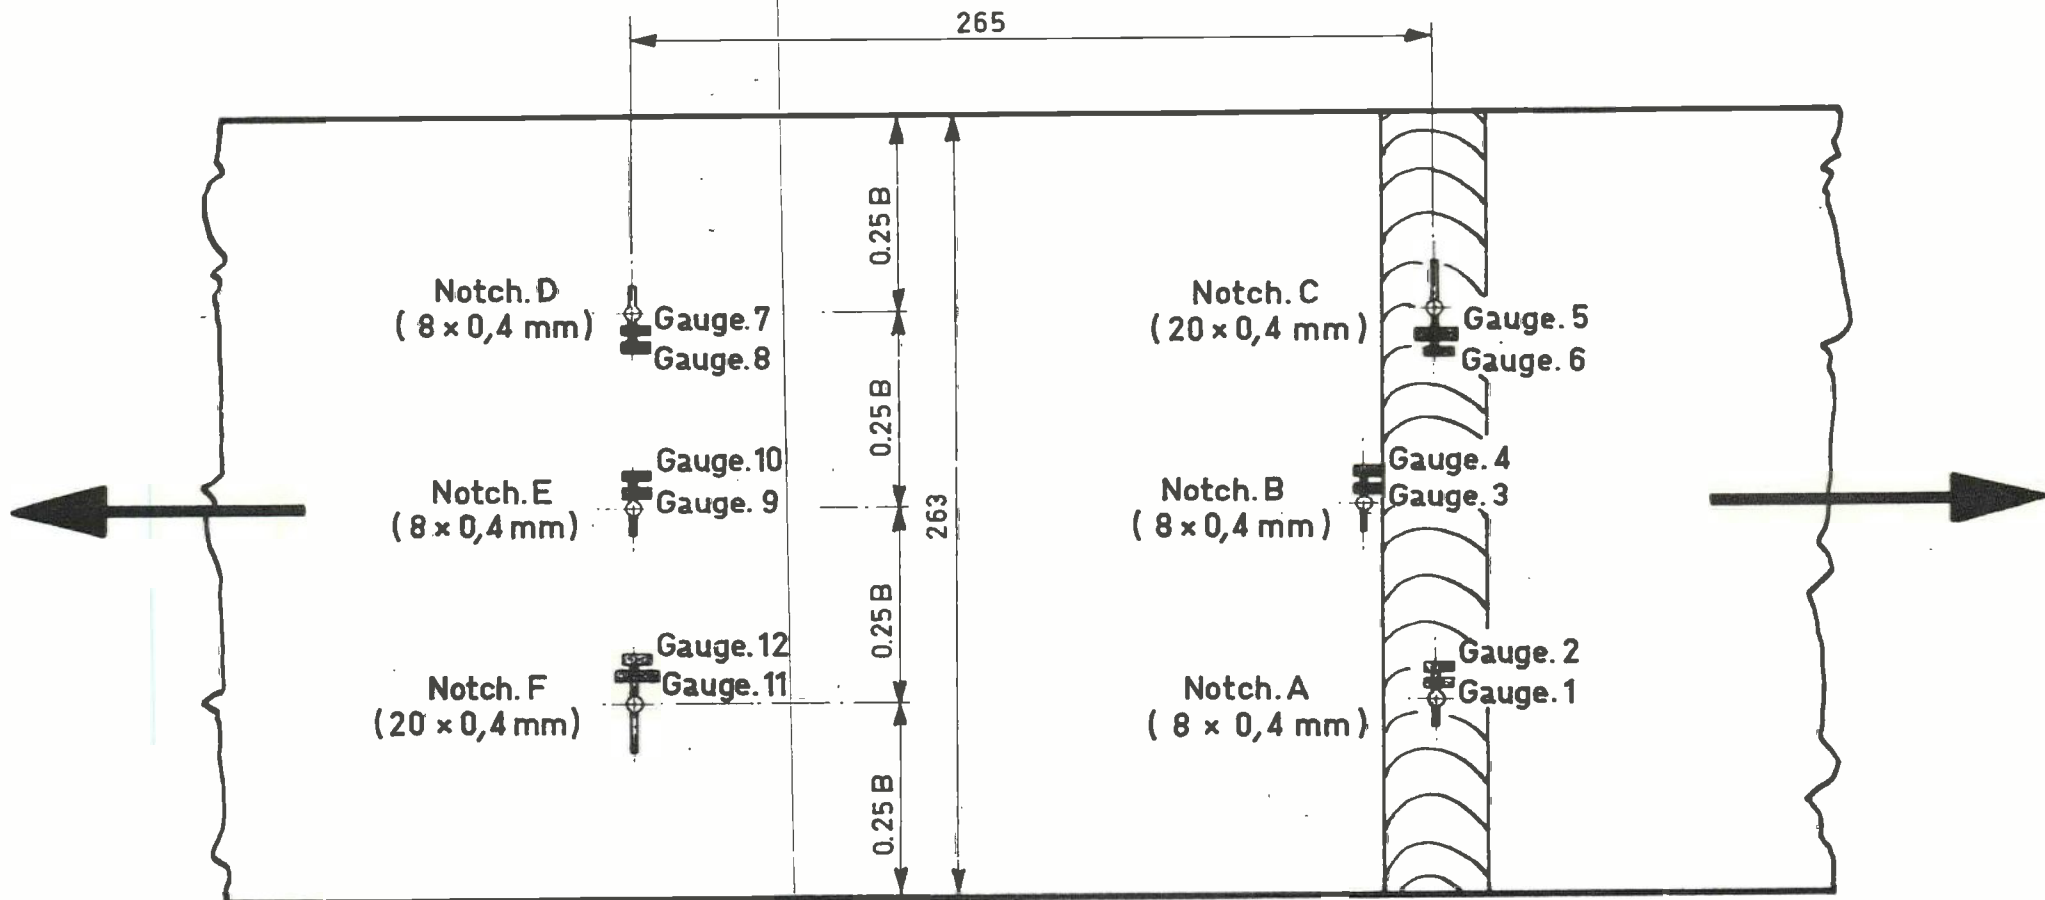 265
0.25 B
0.25 B
0.25 B
0.25 B
263
Notch. D
( 8 × 0,4 mm)
Gauge. 7
Gauge. 8
Notch. C
(20 × 0,4 mm)
Gauge. 5
Gauge. 6
Notch. E
(8 × 0,4 mm)
Gauge. 10
Gauge. 9
Notch. B
( 8 × 0,4 mm)
Gauge. 4
Gauge. 3
Notch. F
(20 × 0,4 mm)
Gauge. 12
Gauge. 11
Notch. A
( 8 × 0,4 mm)
Gauge. 2
Gauge. 1